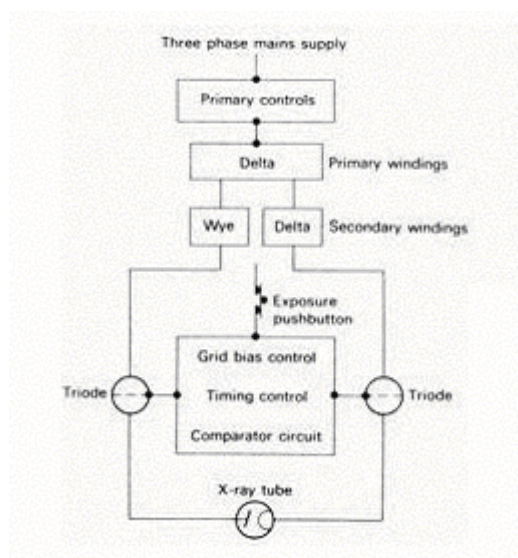 Three phase mains supply
Primary controls
Delta
Primary windings
Wye
Delta
Secondary windings
Exposure
pushbutton
Grid bias control
Triode
Timing control
Triode
Comparator circuit
X-ray tube